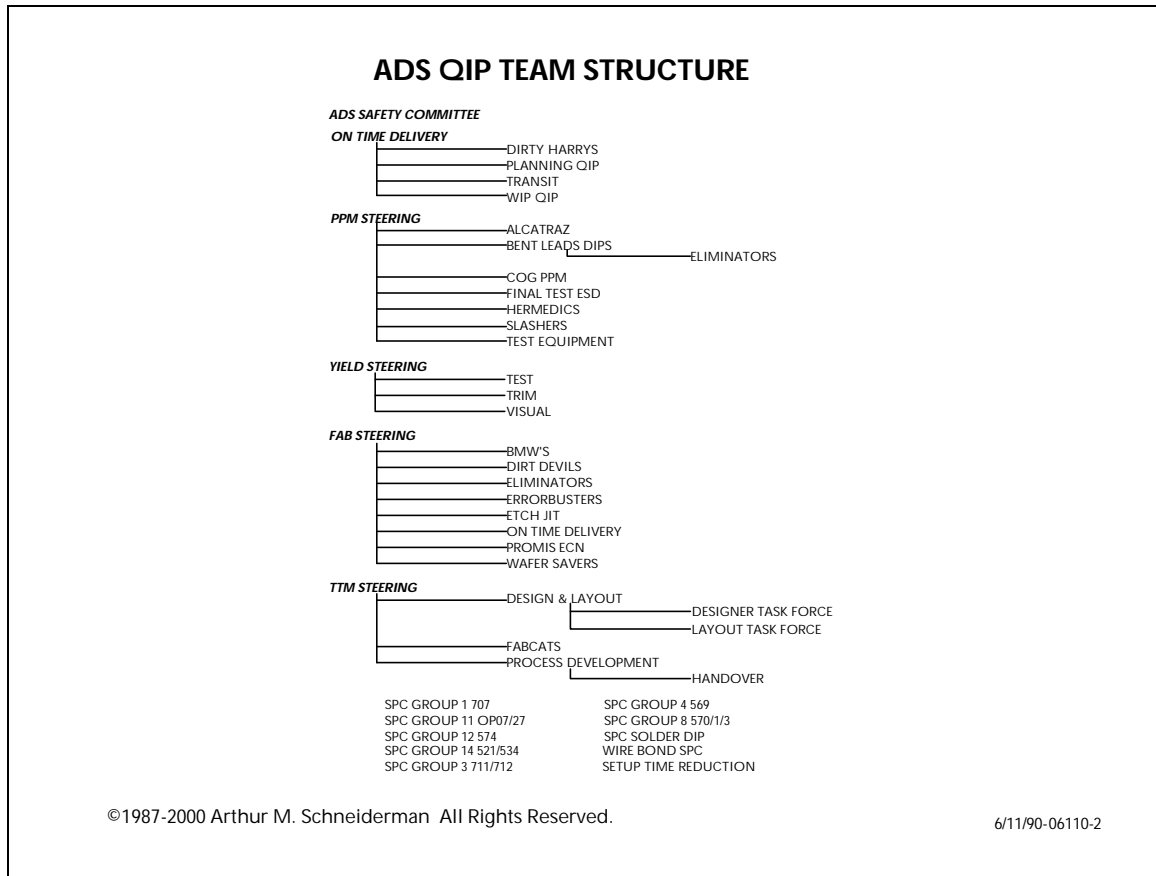 ADS QIP TEAM STRUCTURE
ADS SAFETY COMMITTEE
ON TIME DELIVERY
DIRTY HARRYS
PLANNING QIP
TRANSIT
WIP QIP
PPM STEERING
ALCATRAZ
BENT LEADS DIPS
ELIMINATORS
COG PPM
FINAL TEST ESD
HERMEDICS
SLASHERS
TEST EQUIPMENT
YIELD STEERING
TEST
TRIM
VISUAL
FAB STEERING
BMW'S
DIRT DEVILS
ELIMINATORS
ERRORBUSTERS
ETCH JIT
ON TIME DELIVERY
PROMIS ECN
WAFER SAVERS
TTM STEERING
DESIGN & LAYOUT
DESIGNER TASK FORCE
LAYOUT TASK FORCE
FABCATS
PROCESS DEVELOPMENT
HANDOVER
SPC GROUP 1 707
SPC GROUP 11 OP07/27
SPC GROUP 12 574
SPC GROUP 14 521/534
SPC GROUP 3 711/712
SPC GROUP 4 569
SPC GROUP 8 570/1/3
SPC SOLDER DIP
WIRE BOND SPC
SETUP TIME REDUCTION
©1987-2000 Arthur M. Schneiderman  All Rights Reserved.
6/11/90-06110-2